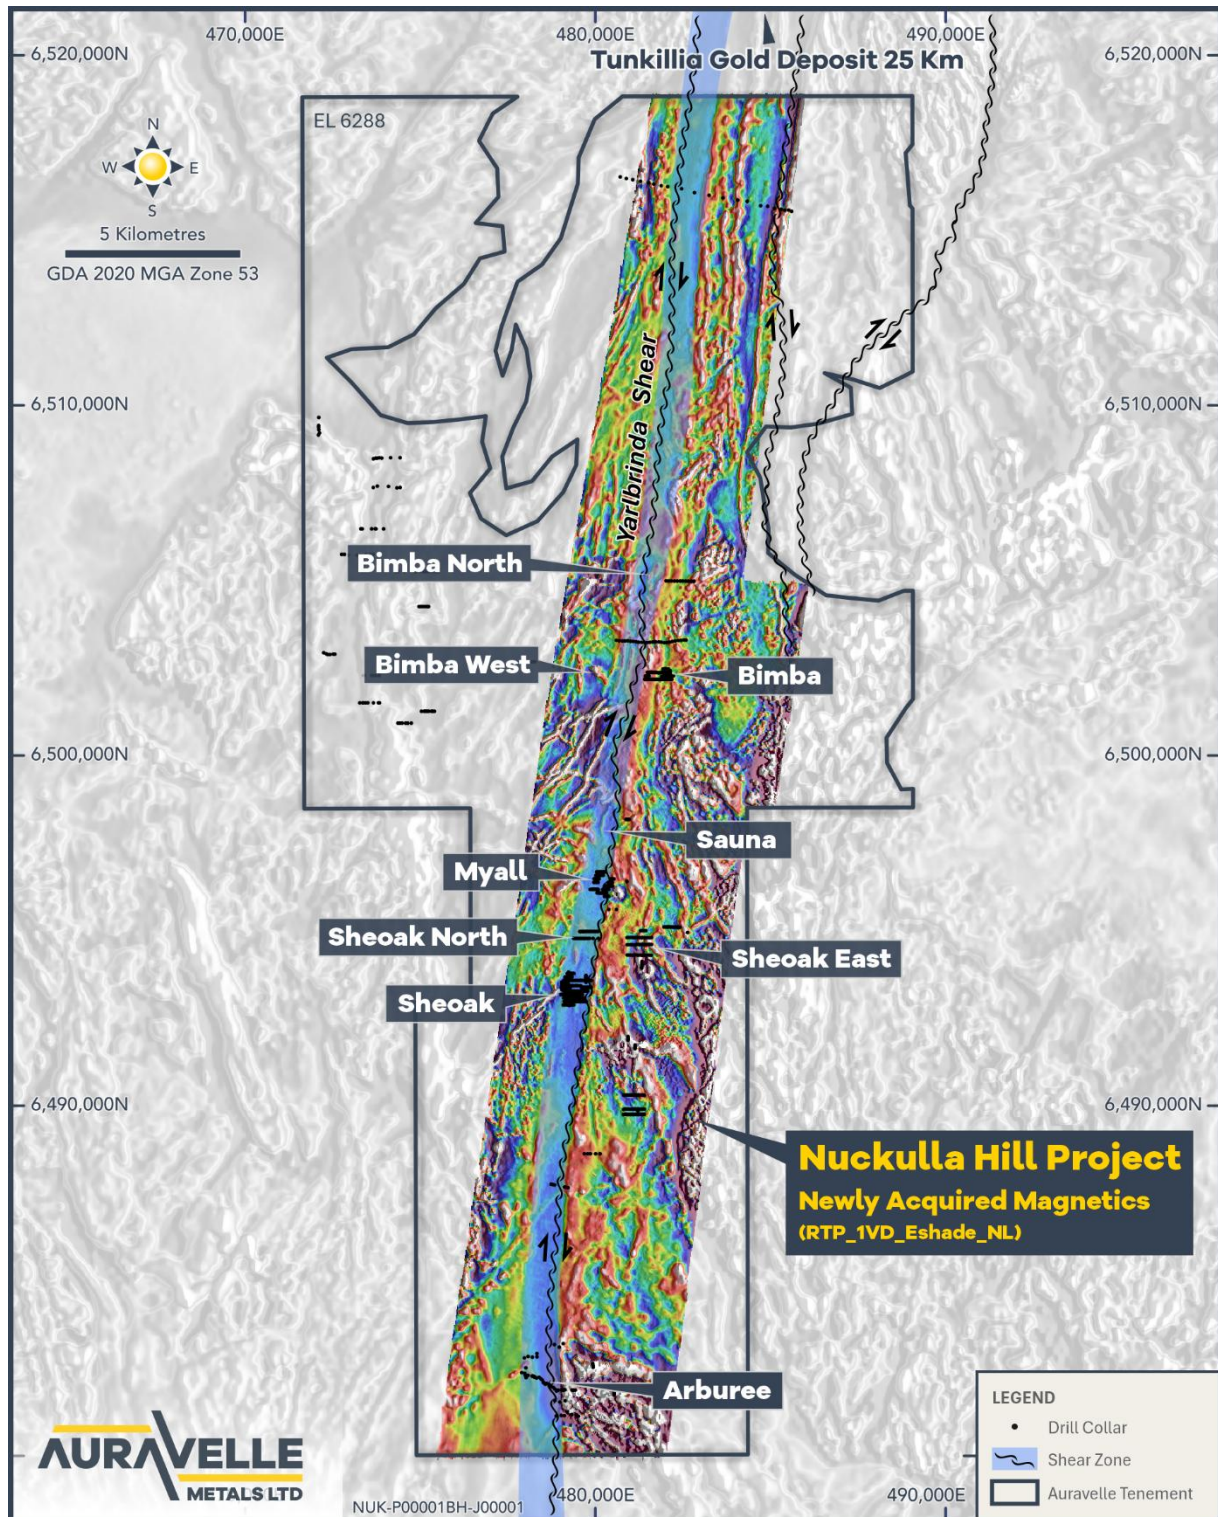 470,000E
480,000E
490,000E
6,520,000N
6,520,000N
Tunkillia Gold Deposit 25 Km
EL 6288
N
W
E
S
5 Kilometres
GDA 2020 MGA Zone 53
Yarlbrinda Shear
6,510,000N
6,510,000N
Bimba North
Bimba West
Bimba
6,500,000N
6,500,000N
Sauna
Myall
Sheoak North
Sheoak East
Sheoak
6,490,000N
6,490,000N
Nuckulla Hill Project
Newly Acquired Magnetics
(RTP_1VD_Eshade_NL)
Arburee
AURAVELLE
METALS LTD
NUK-P00001BH-J00001
480,000E
490,000E
LEGEND
Drill Collar
Shear Zone
Auravelle Tenement